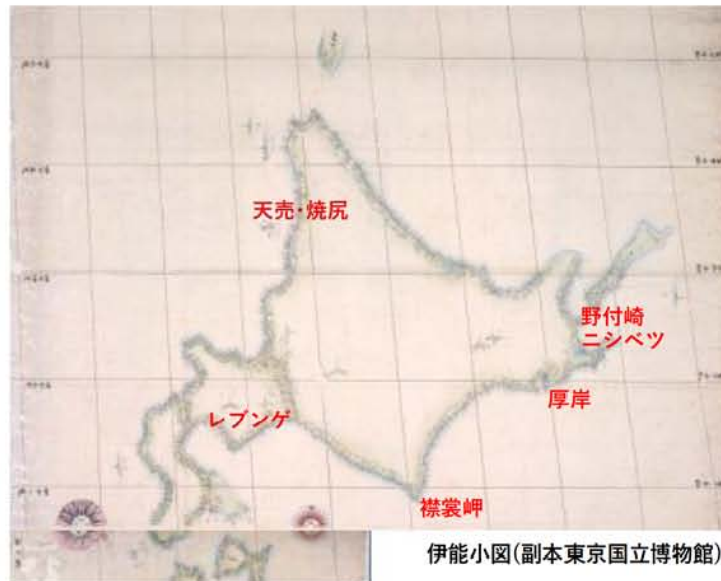 天売・焼尻
野付崎
ニシベツ
厚岸
レブンゲ
襟裳岬
伊能小図(副本東京国立博物館)